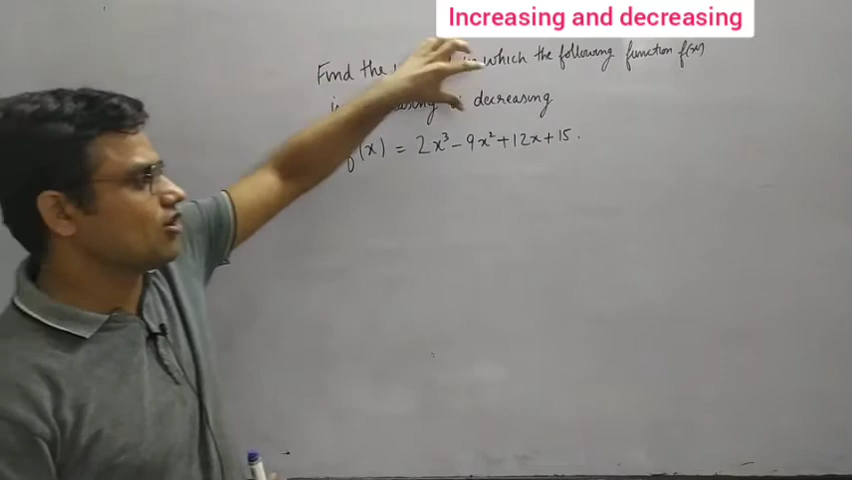 Increasing and decreasing
Find the which the following function f(x)
decreasing
f(x) = 2x³ - 9x² + 12x + 15.